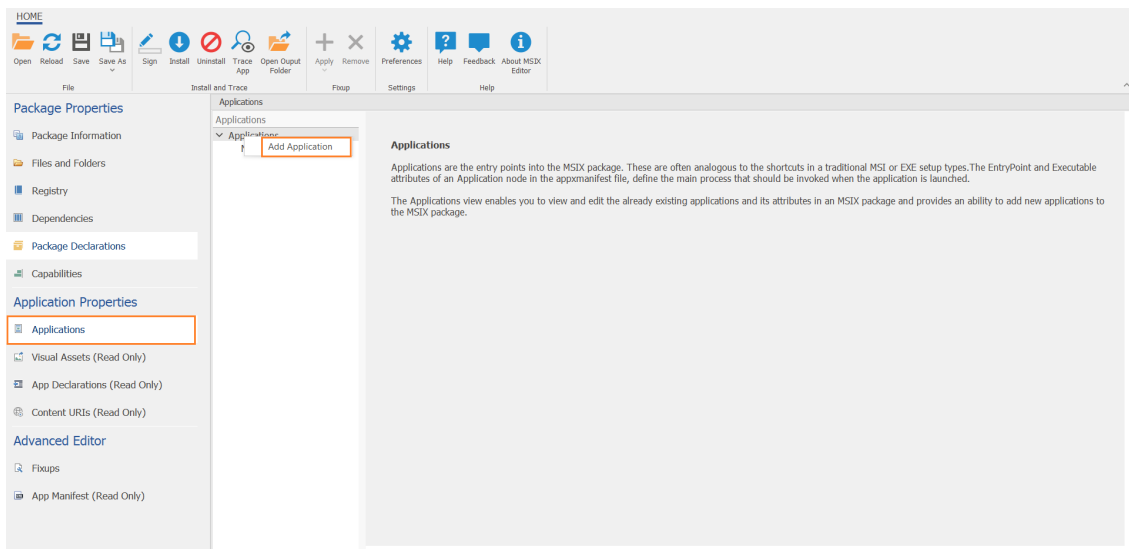 HOME
Open Reload Save Save As Sign Install Uninstall Trace App Open Ouput Folder Apply Remove Preferences Help Feedback About MSIX Editor
File Install and Trace Fixup Settings Help
Package Properties
Package Information
Files and Folders
Registry
Dependencies
Package Declarations
Capabilities
Application Properties
Applications
Visual Assets (Read Only)
App Declarations (Read Only)
Content URIs (Read Only)
Advanced Editor
Fixups
App Manifest (Read Only)
Applications
Applications
Applications
Add Application
Applications
Applications are the entry points into the MSIX package. These are often analogous to the shortcuts in a traditional MSI or EXE setup types.The EntryPoint and Executable
attributes of an Application node in the appxmanifest file, define the main process that should be invoked when the application is launched.
The Applications view enables you to view and edit the already existing applications and its attributes in an MSIX package and provides an ability to add new applications to
the MSIX package.